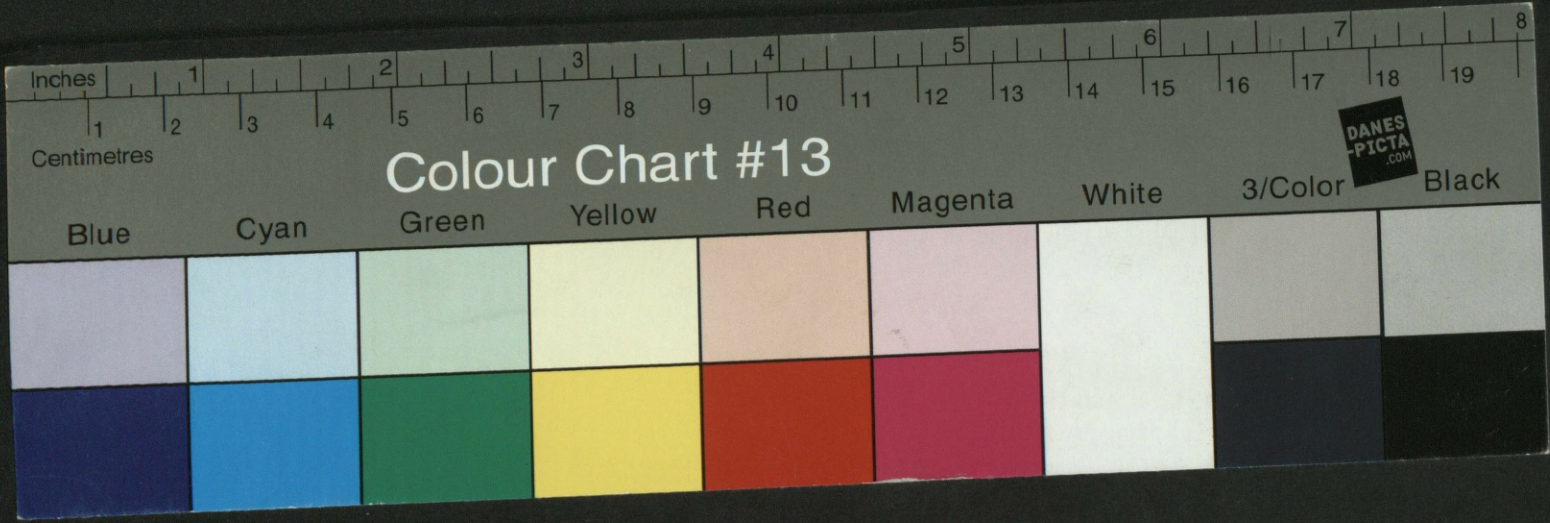 Inches 1 2 3 4 5 6 7 8
1 2 3 4 5 6 7 8 9 10 11 12 13 14 15 16 17 18 19
Centimetres
Colour Chart #13
DANES
-PICTA
.COM
Blue Cyan Green Yellow Red Magenta White 3/Color Black